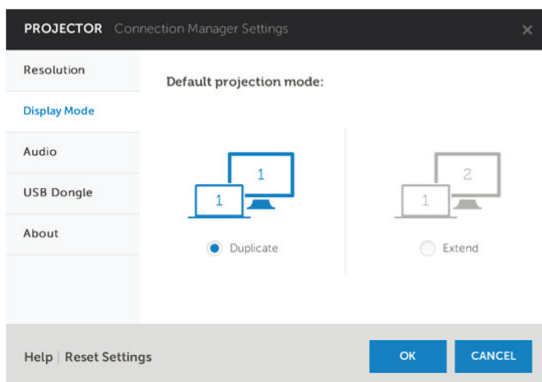 PROJECTOR Connection Manager Settings
Resolution
Default projection mode:
Display Mode
Audio
USB Dongle
About
1
1
2
1
Duplicate
Extend
Help | Reset Settings
OK
CANCEL